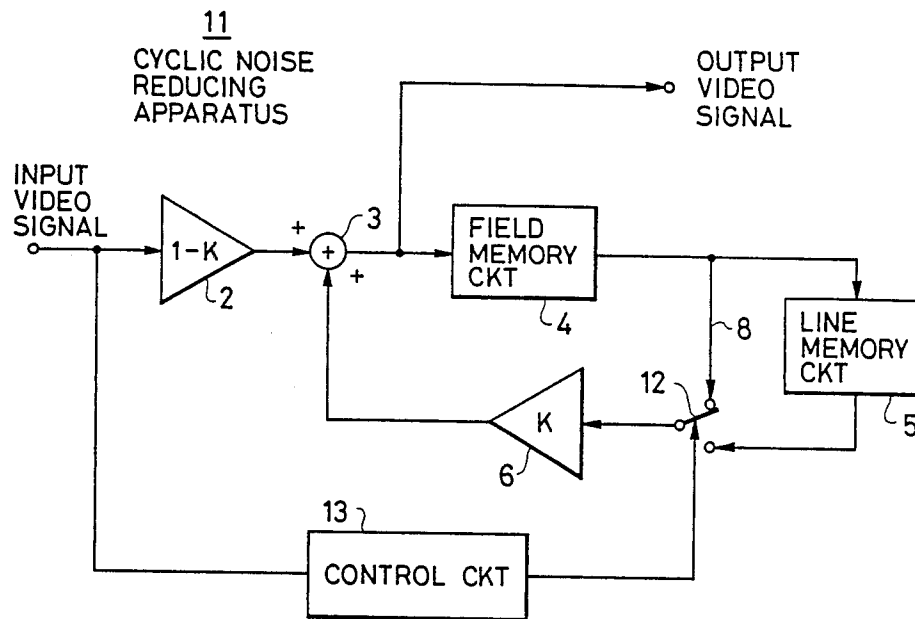 11
CYCLIC NOISE
REDUCING
APPARATUS
OUTPUT
VIDEO
SIGNAL
INPUT
VIDEO
SIGNAL
1-K
2
+
+
3
+
FIELD
MEMORY
CKT
4
8
LINE
MEMORY
CKT
5
12
K
6
13
CONTROL CKT